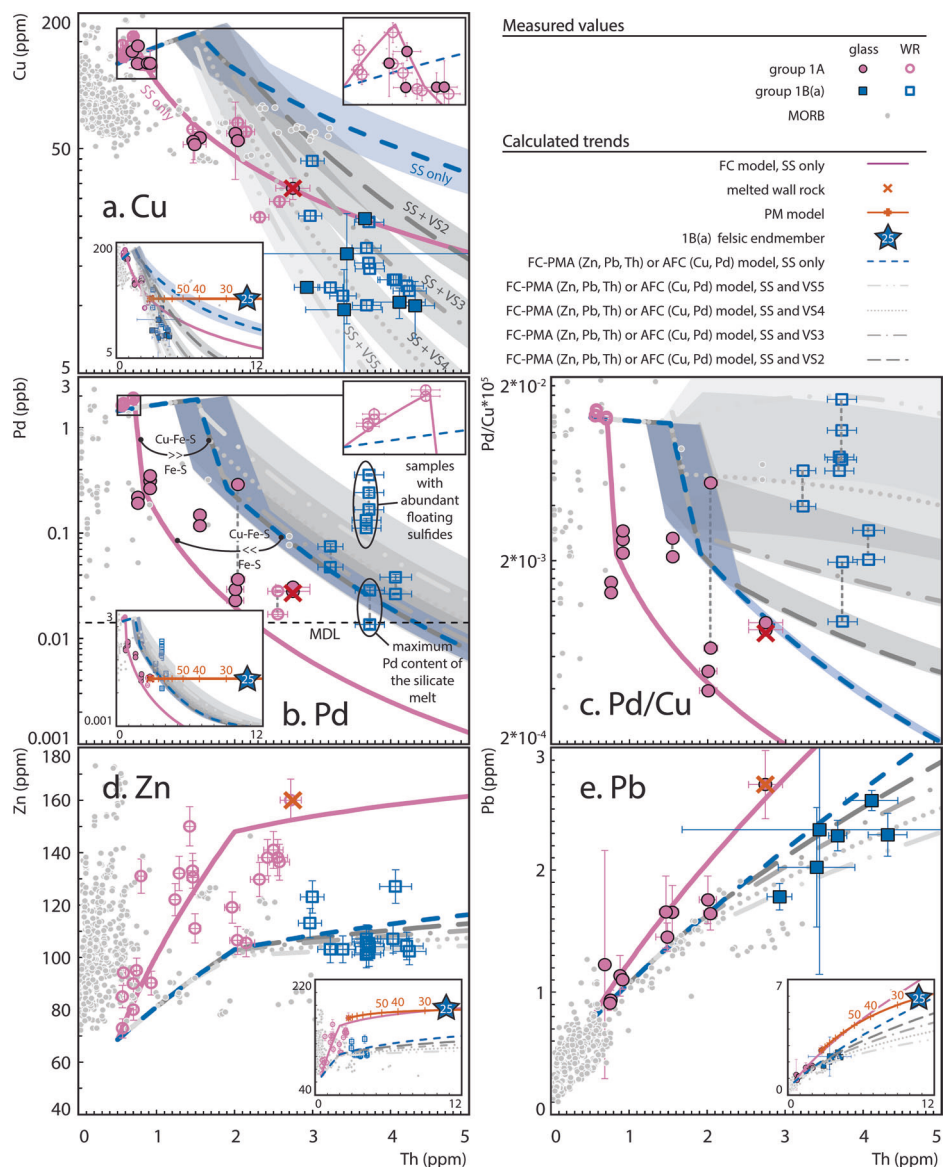 Measured values
glass WR
group 1A
group 1B(a)
MORB
Calculated trends
FC model, SS only
melted wall rock
PM model
1B(a) felsic endmember
25
FC-PMA (Zn, Pb, Th) or AFC (Cu, Pd) model, SS only
FC-PMA (Zn, Pb, Th) or AFC (Cu, Pd) model, SS and VS5
FC-PMA (Zn, Pb, Th) or AFC (Cu, Pd) model, SS and VS4
FC-PMA (Zn, Pb, Th) or AFC (Cu, Pd) model, SS and VS3
FC-PMA (Zn, Pb, Th) or AFC (Cu, Pd) model, SS and VS2
Cu (ppm)
200
50
5
a. Cu
SS only
SS only
SS + VS2
SS + VS3
SS + VS4
SS + VS5
200
5
50 40 30
25
0 12
Pd (ppb)
3
2
1
0.1
0.01
0.001
Cu-Fe-S
>>
Fe-S
Cu-Fe-S
<<
Fe-S
samples with
abundant
floating
sulfides
MDL
maximum
Pd content of
the silicate
melt
b. Pd
3
0.001
50 40 30
25
0 12
Pd/Cu*10⁵
2*10⁻²
2*10⁻³
2*10⁻⁴
c. Pd/Cu
Zn (ppm)
180
160
140
120
100
80
60
40
d. Zn
220
40
50 40 30
25
0 12
0 1 2 3 4 5
Th (ppm)
Pb (ppm)
3
2
1
0
e. Pb
7
0
50 40 30
25
0 12
0 1 2 3 4 5
Th (ppm)